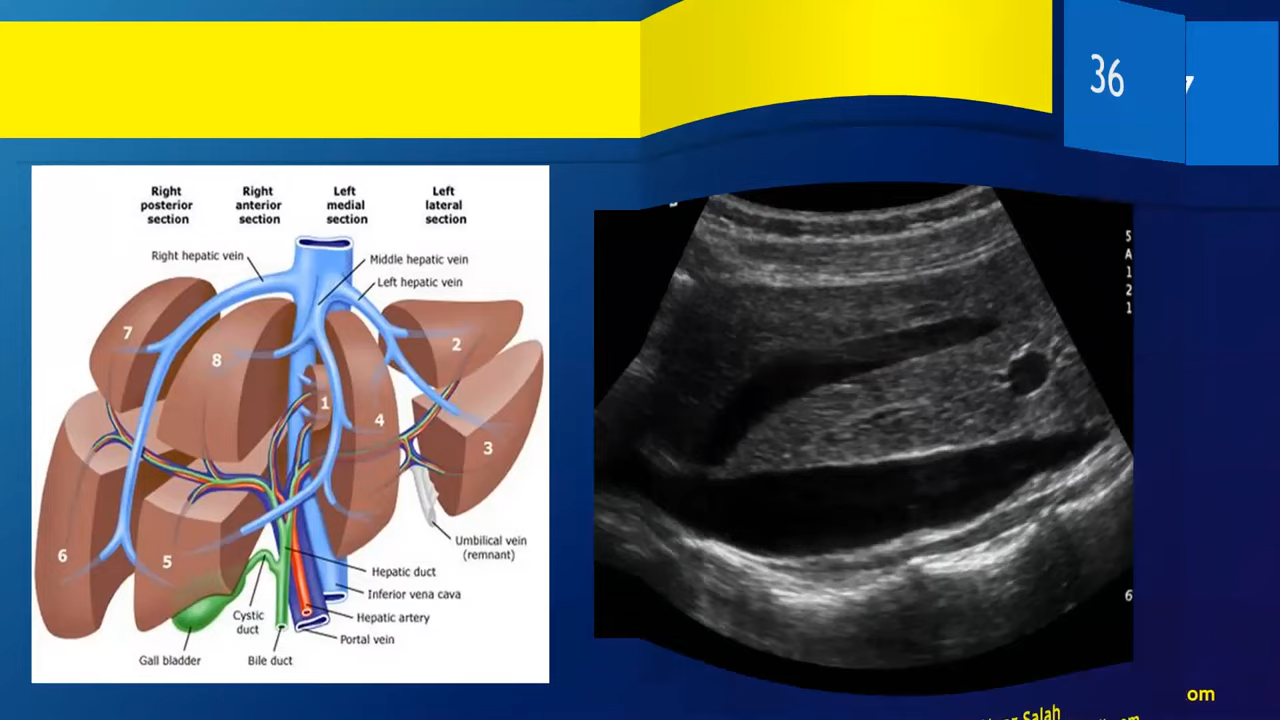 36
Right posterior section
Right anterior section
Left medial section
Left lateral section
Right hepatic vein
Middle hepatic vein
Left hepatic vein
7
8
2
1
4
3
6
5
Umbilical vein
(remnant)
Hepatic duct
Inferior vena cava
Cystic
duct
Hepatic artery
Portal vein
Gall bladder
Bile duct
5
A
1
2
1
6
om
Salah